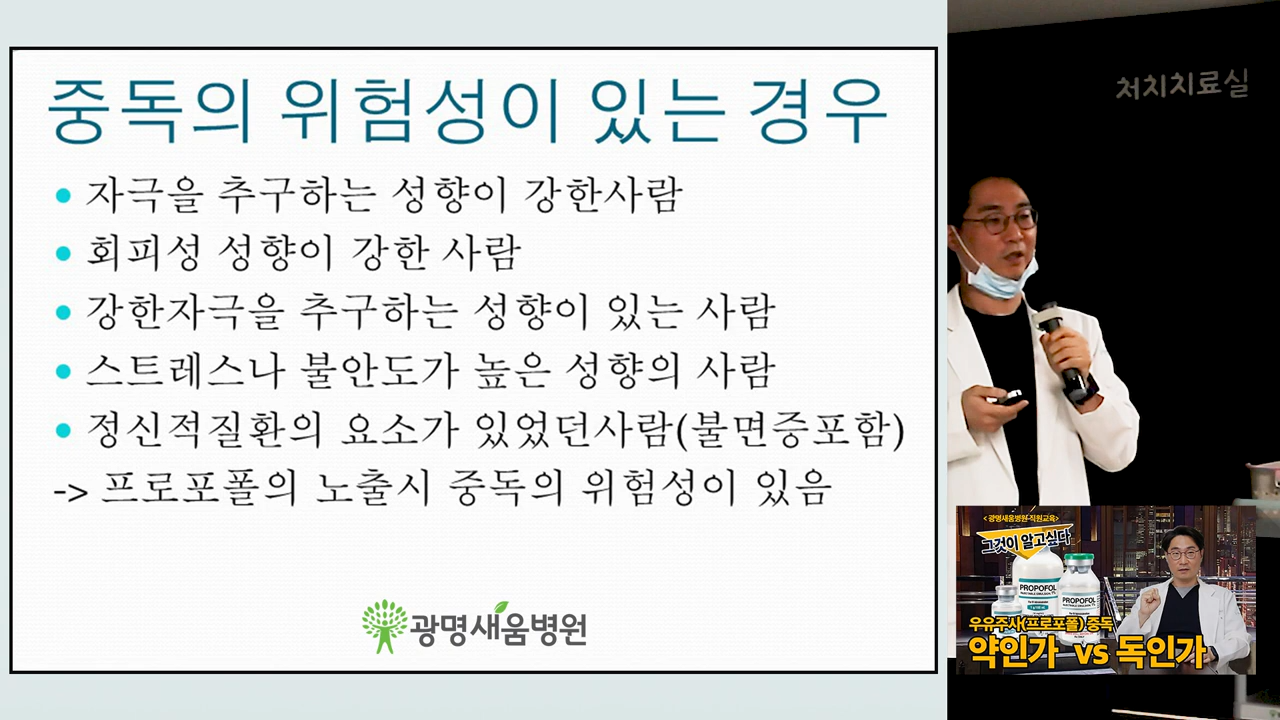 중독의 위험성이 있는 경우
• 자극을 추구하는 성향이 강한사람
• 회피성 성향이 강한 사람
• 강한자극을 추구하는 성향이 있는 사람
• 스트레스나 불안도가 높은 성향의 사람
• 정신적질환의 요소가 있었던사람(불면증포함)
-> 프로포폴의 노출시 중독의 위험성이 있음
광명새움병원
처치치료실
<광명새움병원 직원교육>
그것이 알고싶다
PROPOFOL
PROPOFOL
우유주사(프로포폴) 중독
약인가 vs 독인가